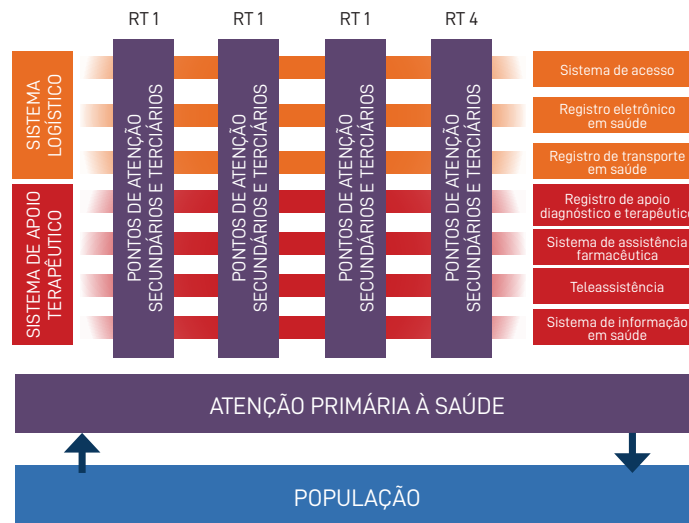 RT 1
RT 1
RT 1
RT 4
SISTEMA
LOGÍSTICO
SISTEMA DE APOIO
TERAPÊUTICO
PONTOS DE ATENÇÃO
SECUNDÁRIOS E TERCIÁRIOS
PONTOS DE ATENÇÃO
SECUNDÁRIOS E TERCIÁRIOS
PONTOS DE ATENÇÃO
SECUNDÁRIOS E TERCIÁRIOS
PONTOS DE ATENÇÃO
SECUNDÁRIOS E TERCIÁRIOS
Sistema de acesso
Registro eletrônico
em saúde
Registro de transporte
em saúde
Registro de apoio
diagnóstico e terapêutico
Sistema de assistência
farmacêutica
Teleassistência
Sistema de informação
em saúde
ATENÇÃO PRIMÁRIA À SAÚDE
POPULAÇÃO